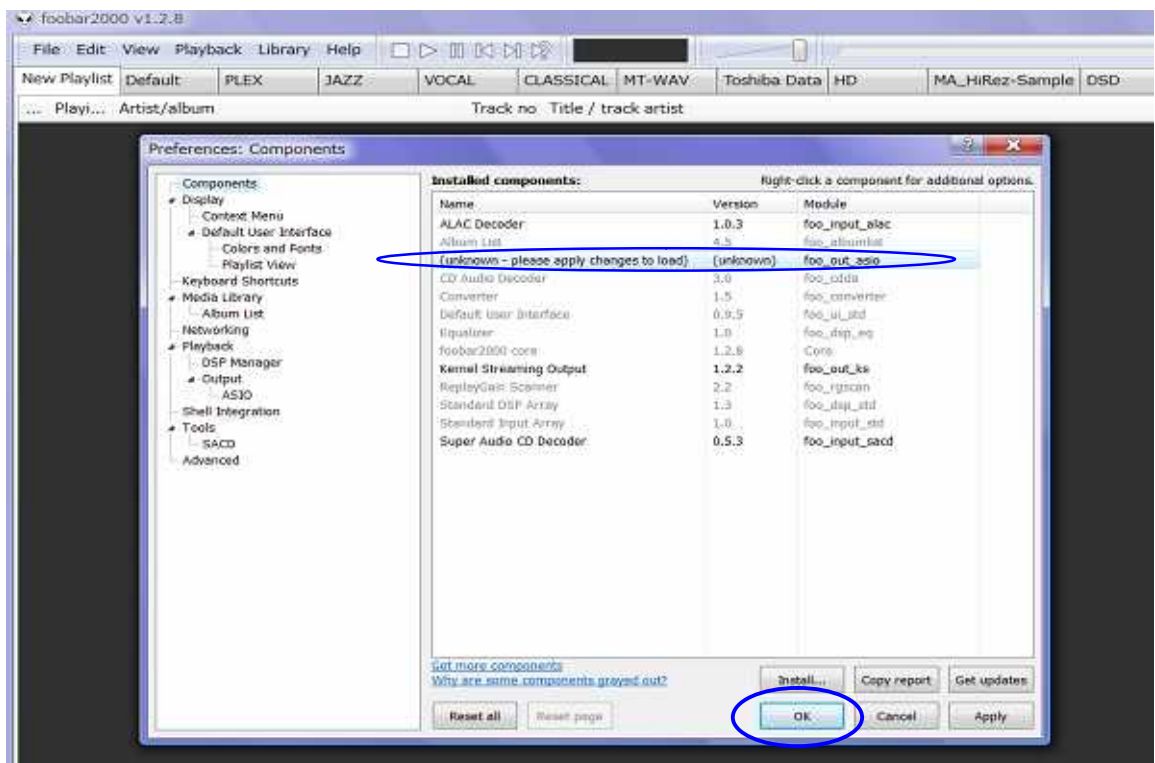 foobar2000 v1.2.8
File Edit View Playback Library Help
New Playlist Default PLEX JAZZ VOCAL CLASSICAL MT-WAV Toshiba Data HD MA_HiRez-Sample DSD
... Playi... Artist/album Track no Title / track artist
Preferences: Components
Components
Display
Context Menu
Default User Interface
Colors and Fonts
Playlist View
Keyboard Shortcuts
Media Library
Album List
Networking
Playback
DSP Manager
Output
ASIO
Shell Integration
Tools
SACD
Advanced
Installed components: Right-click a component for additional options.
Name Version Module
ALAC Decoder 1.0.3 foo_input_alac
Album List 4.5 foo_albumlist
(unknown - please apply changes to load) (unknown) foo_out_asio
CD Audio Decoder 3.0 foo_cdda
Converter 1.5 foo_converter
Default User Interface 0.9.5 foo_ui_std
Equalizer 1.0 foo_dsp_eq
foobar2000 core 1.2.8 Core
Kernel Streaming Output 1.2.2 foo_out_ks
ReplayGain Scanner 2.2 foo_rgscan
Standard DSP Array 1.3 foo_dsp_std
Standard Input Array 1.0 foo_input_std
Super Audio CD Decoder 0.5.3 foo_input_sacd
Get more components
Why are some components grayed out?
Install... Copy report Get updates
Reset all Reset page OK Cancel Apply